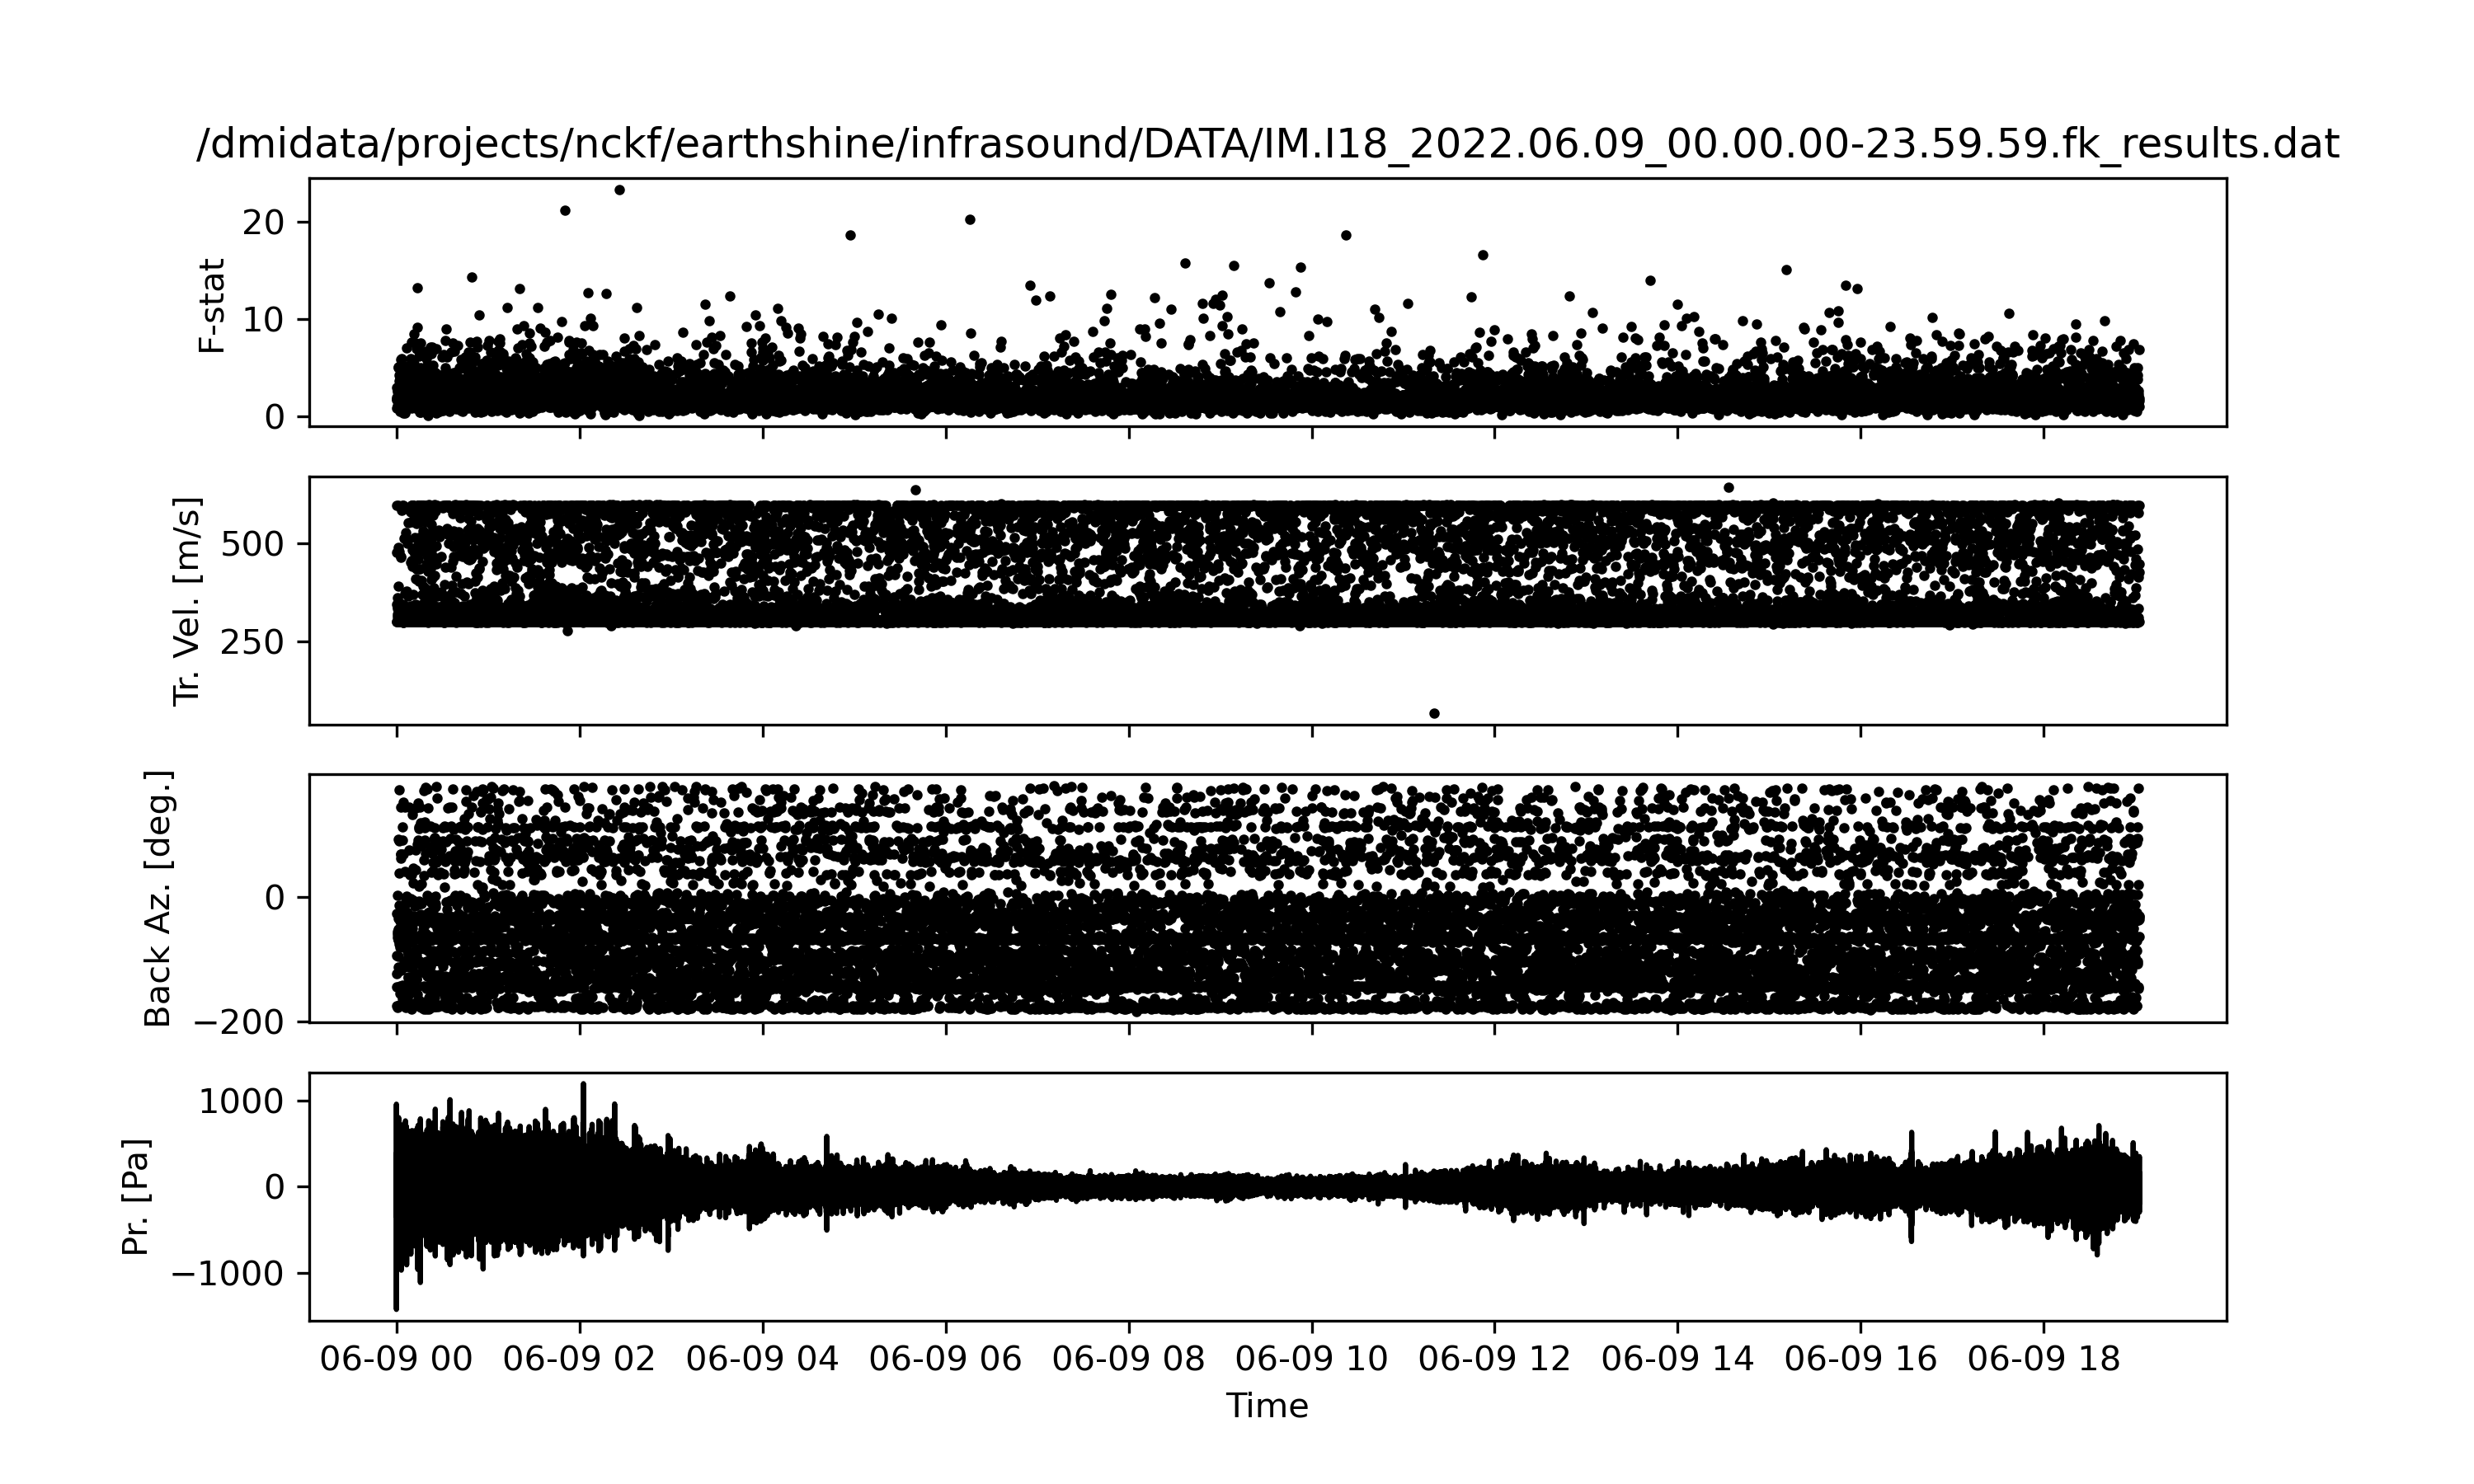 /dmidata/projects/nckf/earthshine/infrasound/DATA/IM.I18_2022.06.09_00.00.00-23.59.59.fk_results.dat
F-stat
20
10
0
Tr. Vel. [m/s]
500
250
Back Az. [deg.]
0
−200
Pr. [Pa]
1000
0
−1000
06-09 00 06-09 02 06-09 04 06-09 06 06-09 08 06-09 10 06-09 12 06-09 14 06-09 16 06-09 18
Time